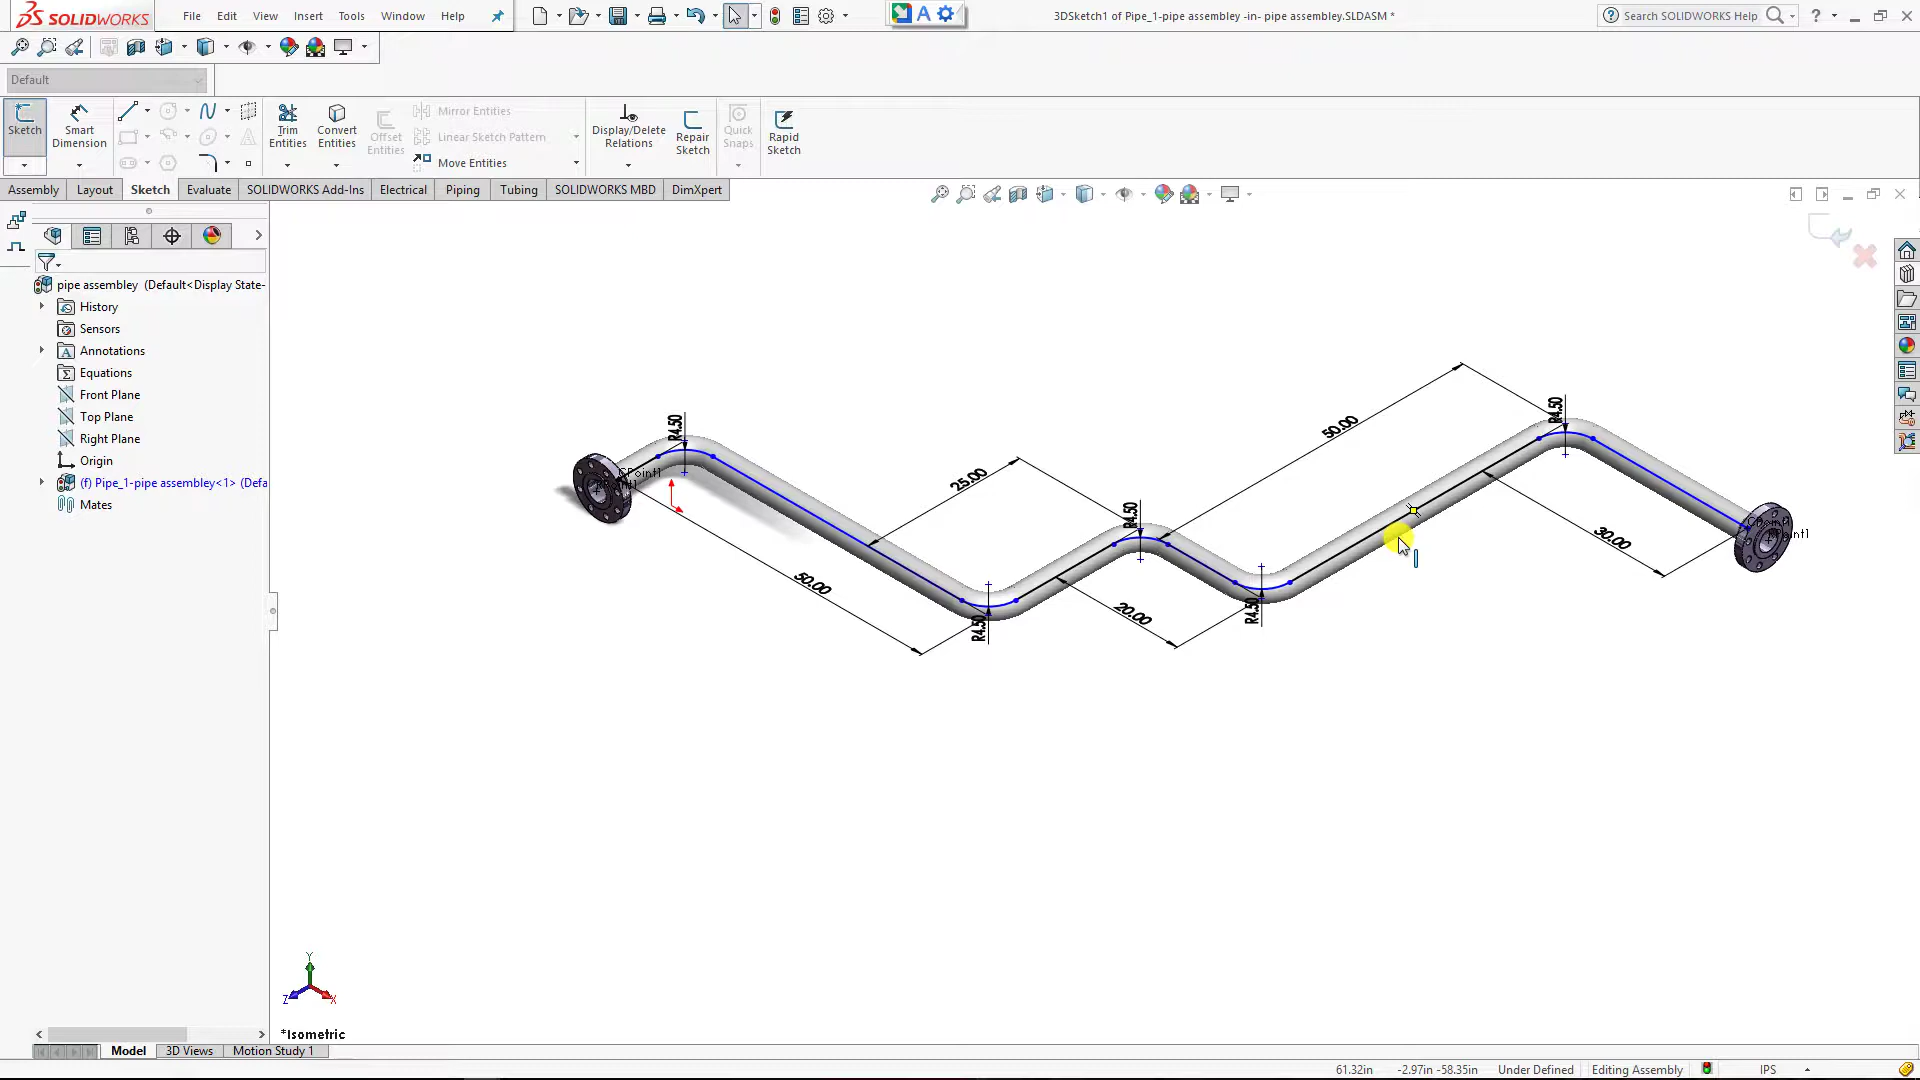 SOLIDWORKS File Edit View Insert Tools Window Help
3DSketch1 of Pipe_1-pipe assembley -in- pipe assembley.SLDASM *
Search SOLIDWORKS Help
Default
Sketch
Smart Dimension
Trim Entities
Convert Entities
Offset Entities
Mirror Entities
Linear Sketch Pattern
Move Entities
Display/Delete Relations
Repair Sketch
Quick Snaps
Rapid Sketch
Assembly Layout Sketch Evaluate SOLIDWORKS Add-Ins Electrical Piping Tubing SOLIDWORKS MBD DimXpert
pipe assembley (Default<Display State-
History
Sensors
Annotations
Equations
Front Plane
Top Plane
Right Plane
Origin
(f) Pipe_1-pipe assembley<1> (Defa
Mates
R4.50
CPoint1
25.00
50.00
R4.50
R4.50
50.00
20.00
R4.50
R4.50
30.00
CPoint1
Y
Z X
*Isometric
Model 3D Views Motion Study 1
61.32in -2.97in -58.35in Under Defined Editing Assembly IPS